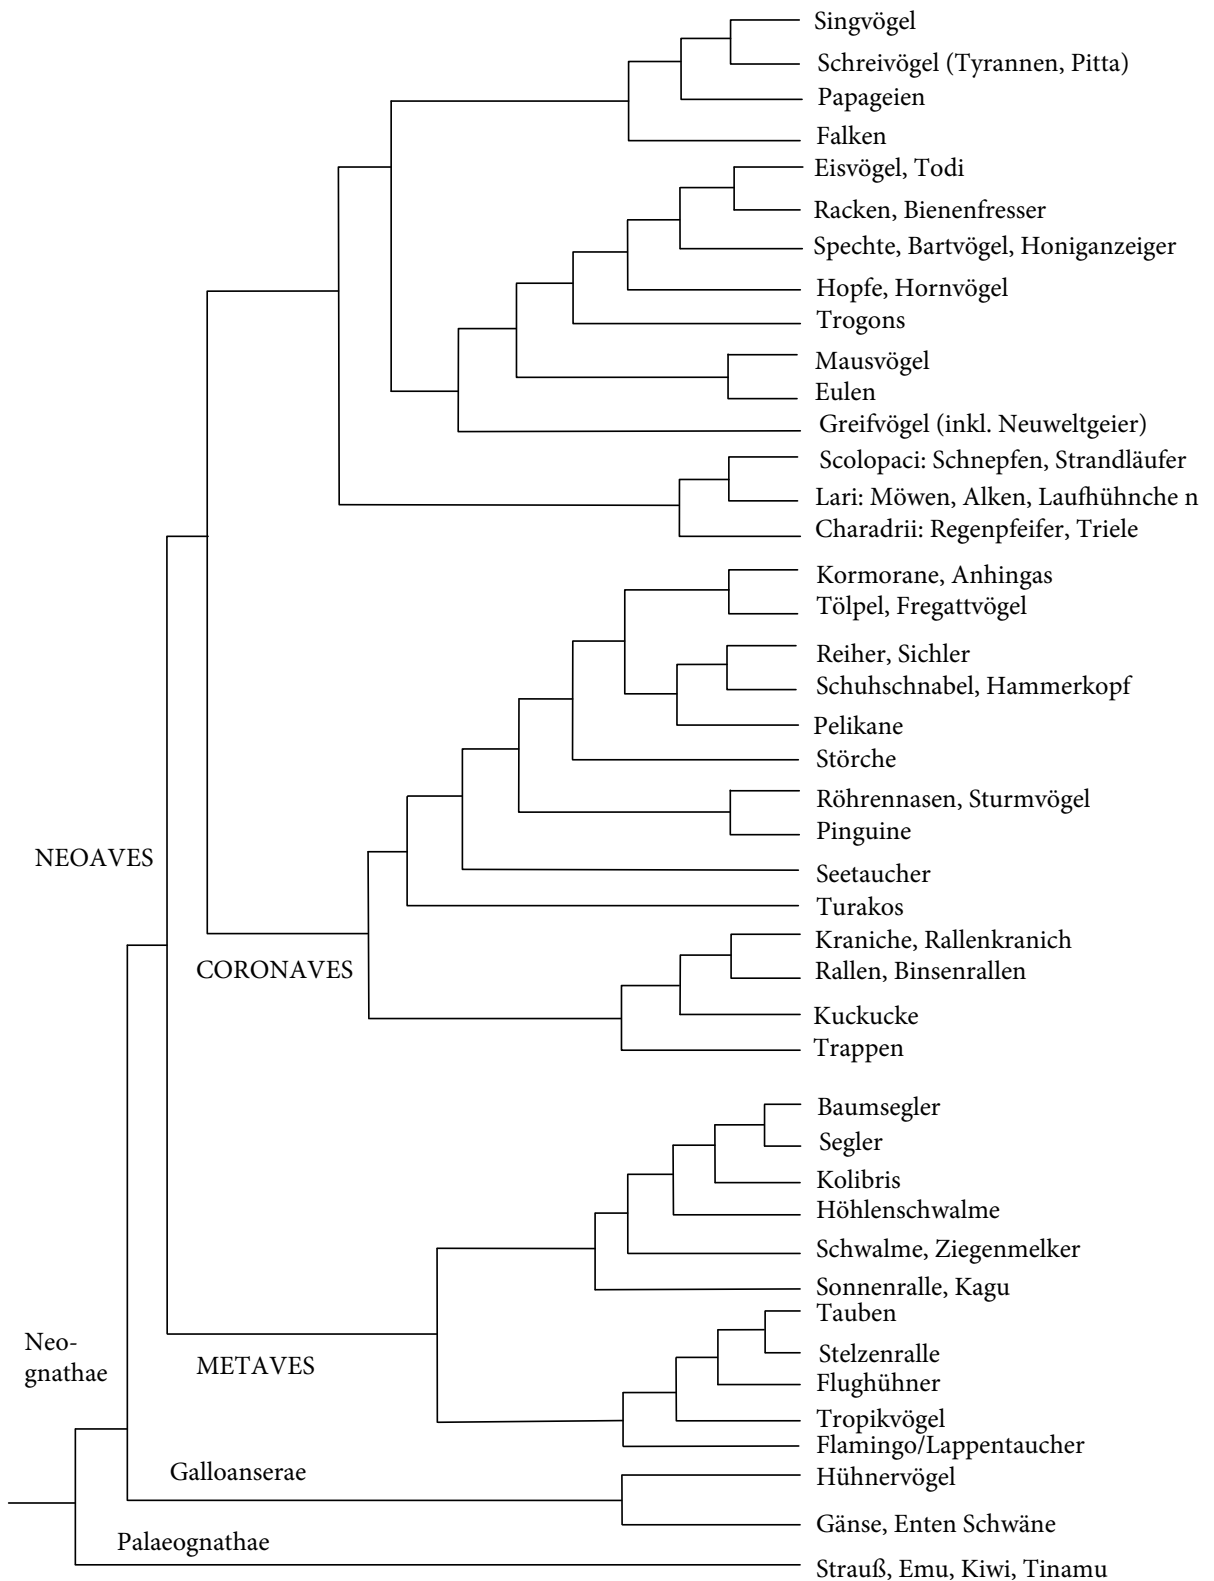 Singvögel
Schreivögel (Tyrannen, Pitta)
Papageien
Falken
Eisvögel, Todi
Racken, Bienenfresser
Spechte, Bartvögel, Honiganzeiger
Hopfe, Hornvögel
Trogons
Mausvögel
Eulen
Greifvögel (inkl. Neuweltgeier)
Scolopaci: Schnepfen, Strandläufer
Lari: Möwen, Alken, Laufhühnche n
Charadrii: Regenpfeifer, Triele
Kormorane, Anhingas
Tölpel, Fregattvögel
Reiher, Sichler
Schuhschnabel, Hammerkopf
Pelikane
Störche
Röhrennasen, Sturmvögel
Pinguine
NEOAVES
Seetaucher
Turakos
Kraniche, Rallenkranich
CORONAVES
Rallen, Binsenrallen
Kuckucke
Trappen
Baumsegler
Segler
Kolibris
Höhlenschwalme
Schwalme, Ziegenmelker
Sonnenralle, Kagu
Tauben
Neo-
gnathae
METAVES
Stelzenralle
Flughühner
Tropikvögel
Flamingo/Lappentaucher
Galloanserae
Hühnervögel
Gänse, Enten Schwäne
Palaeognathae
Strauß, Emu, Kiwi, Tinamu